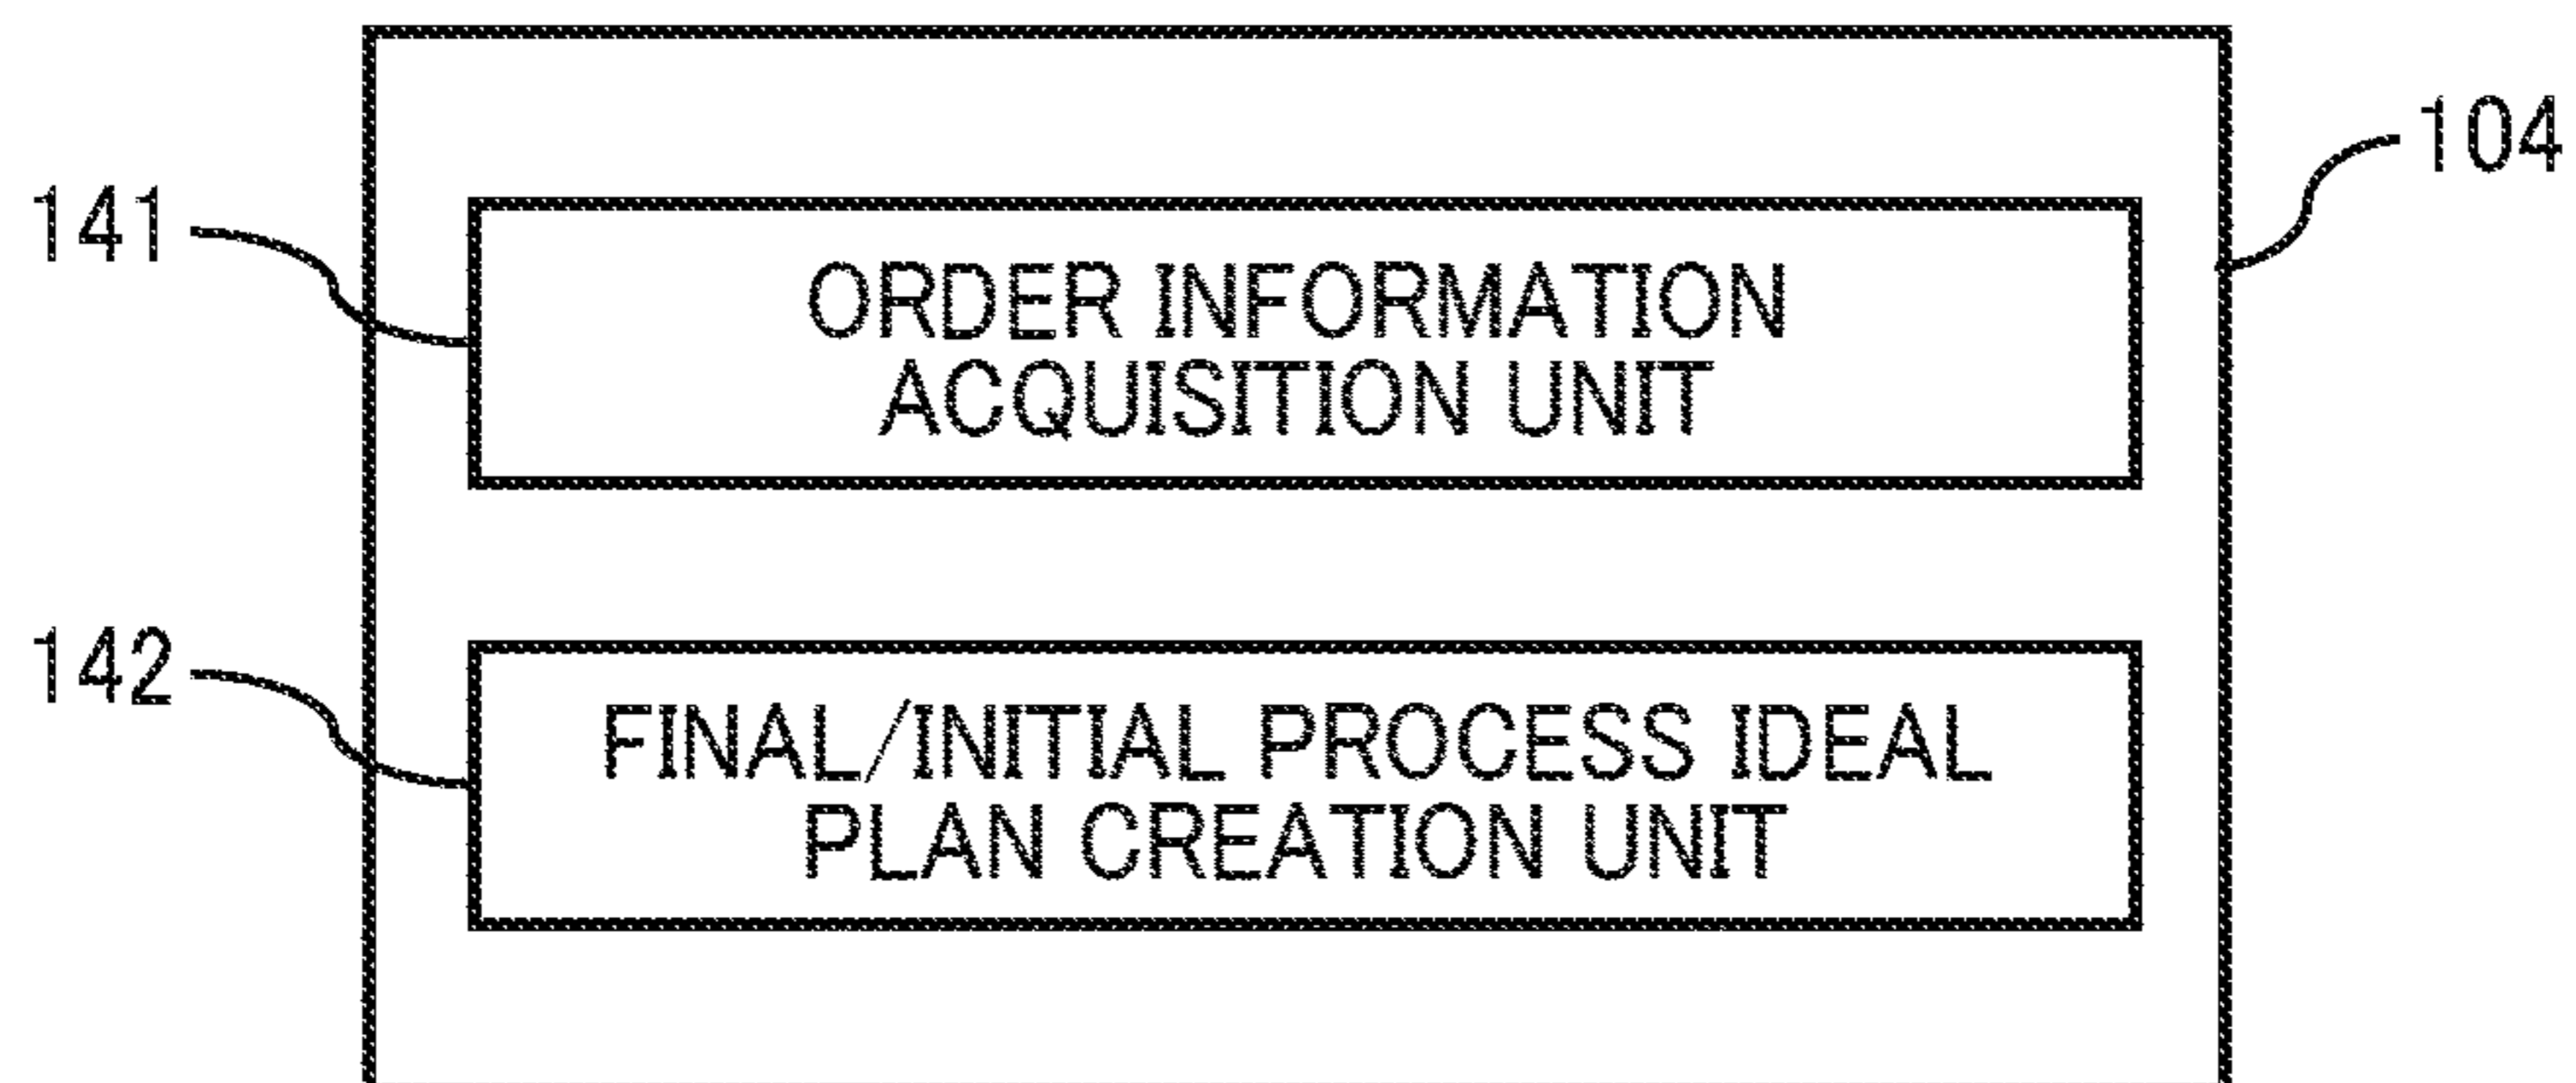 104
141
ORDER INFORMATION
ACQUISITION UNIT
142
FINAL/INITIAL PROCESS IDEAL
PLAN CREATION UNIT